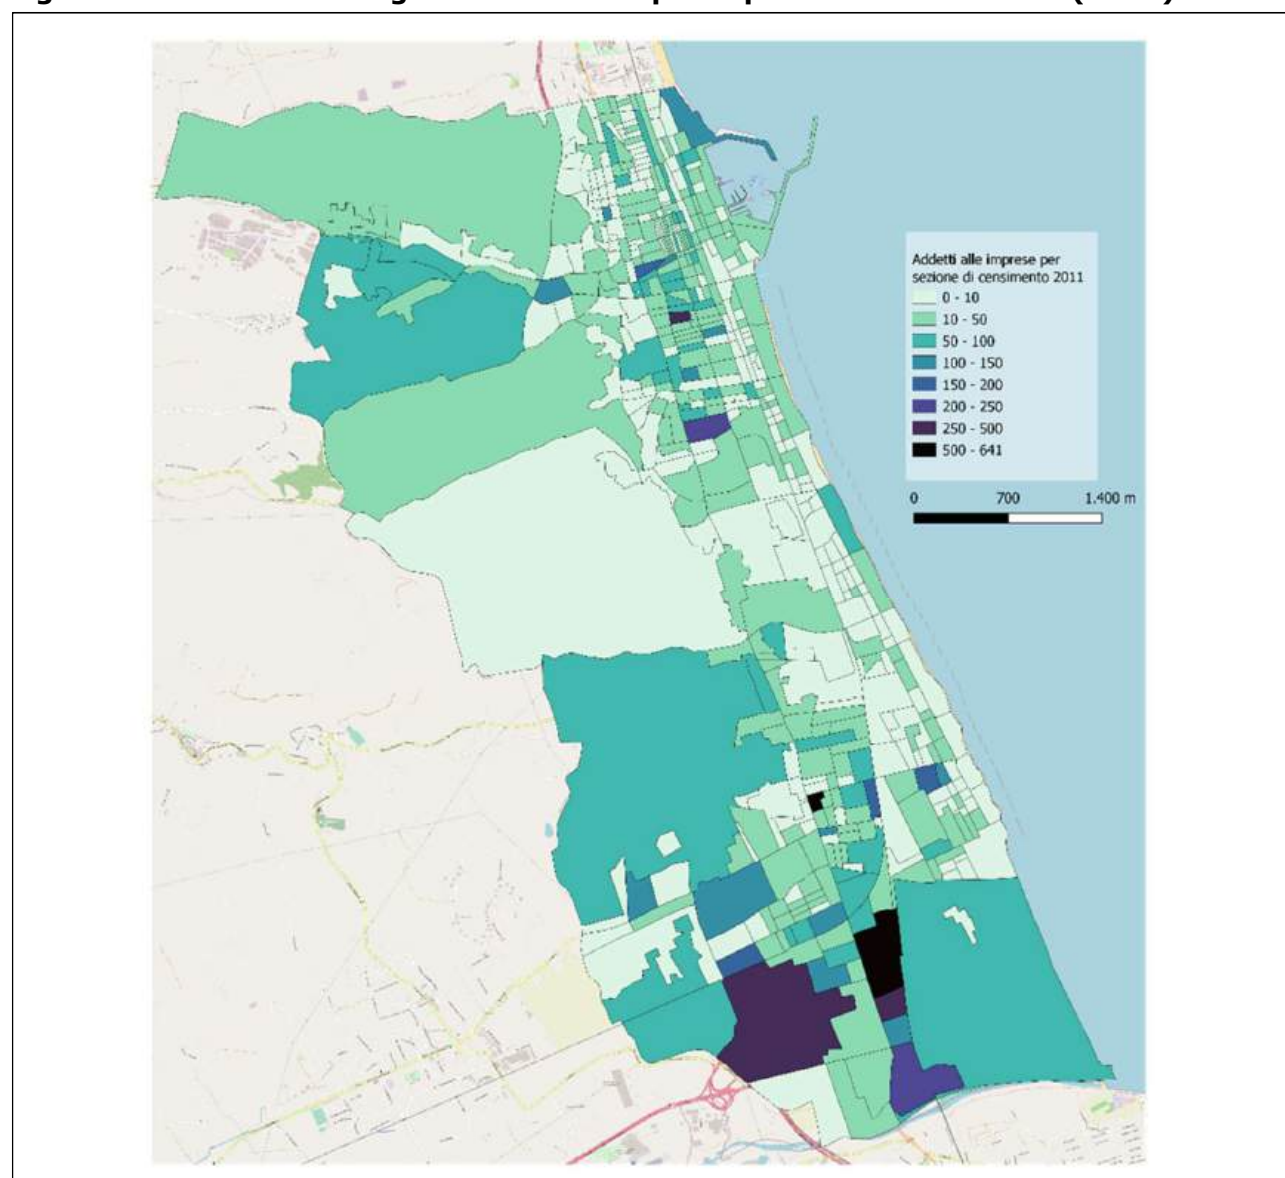 Addetti alle imprese per
sezione di censimento 2011
0 - 10
10 - 50
50 - 100
100 - 150
150 - 200
200 - 250
250 - 500
500 - 641
0 700 1.400 m